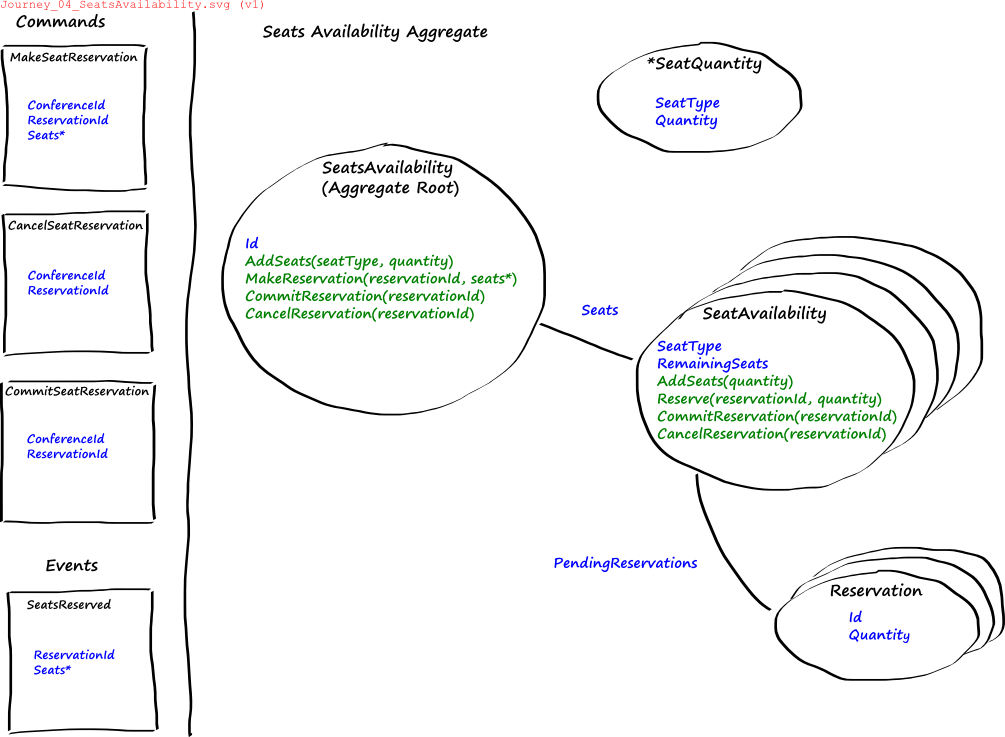 Journey_04_SeatsAvailability.svg (v1)
Commands
MakeSeatReservation
ConferenceId
ReservationId
Seats*
CancelSeatReservation
ConferenceId
ReservationId
CommitSeatReservation
ConferenceId
ReservationId
Events
SeatsReserved
ReservationId
Seats*
Seats Availability Aggregate
*SeatQuantity
SeatType
Quantity
SeatsAvailability
(Aggregate Root)
Id
AddSeats(seatType, quantity)
MakeReservation(reservationId, seats*)
CommitReservation(reservationId)
CancelReservation(reservationId)
Seats
SeatAvailability
SeatType
RemainingSeats
AddSeats(quantity)
Reserve(reservationId, quantity)
CommitReservation(reservationId)
CancelReservation(reservationId)
PendingReservations
Reservation
Id
Quantity